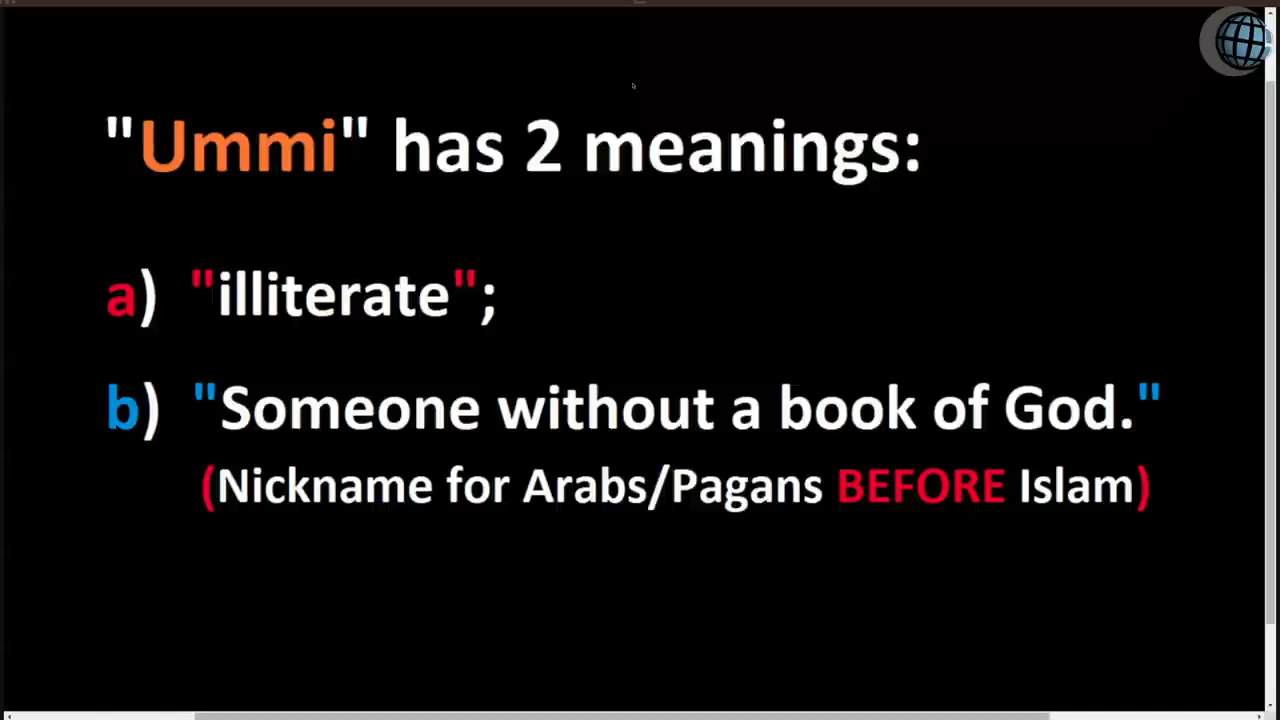 "Ummi" has 2 meanings:
a) "illiterate";
b) "Someone without a book of God."
(Nickname for Arabs/Pagans BEFORE Islam)